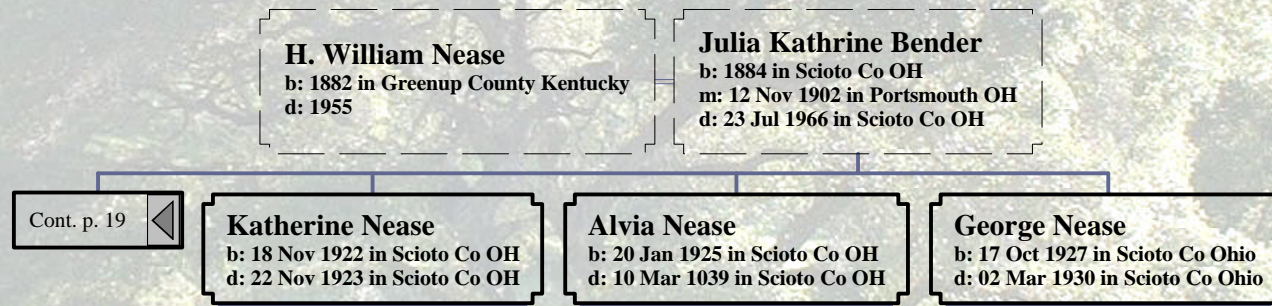 H. William Nease
b: 1882 in Greenup County Kentucky
d: 1955
Julia Kathrine Bender
b: 1884 in Scioto Co OH
m: 12 Nov 1902 in Portsmouth OH
d: 23 Jul 1966 in Scioto Co OH
Cont. p. 19
Katherine Nease
b: 18 Nov 1922 in Scioto Co OH
d: 22 Nov 1923 in Scioto Co OH
Alvia Nease
b: 20 Jan 1925 in Scioto Co OH
d: 10 Mar 1039 in Scioto Co OH
George Nease
b: 17 Oct 1927 in Scioto Co Ohio
d: 02 Mar 1930 in Scioto Co Ohio